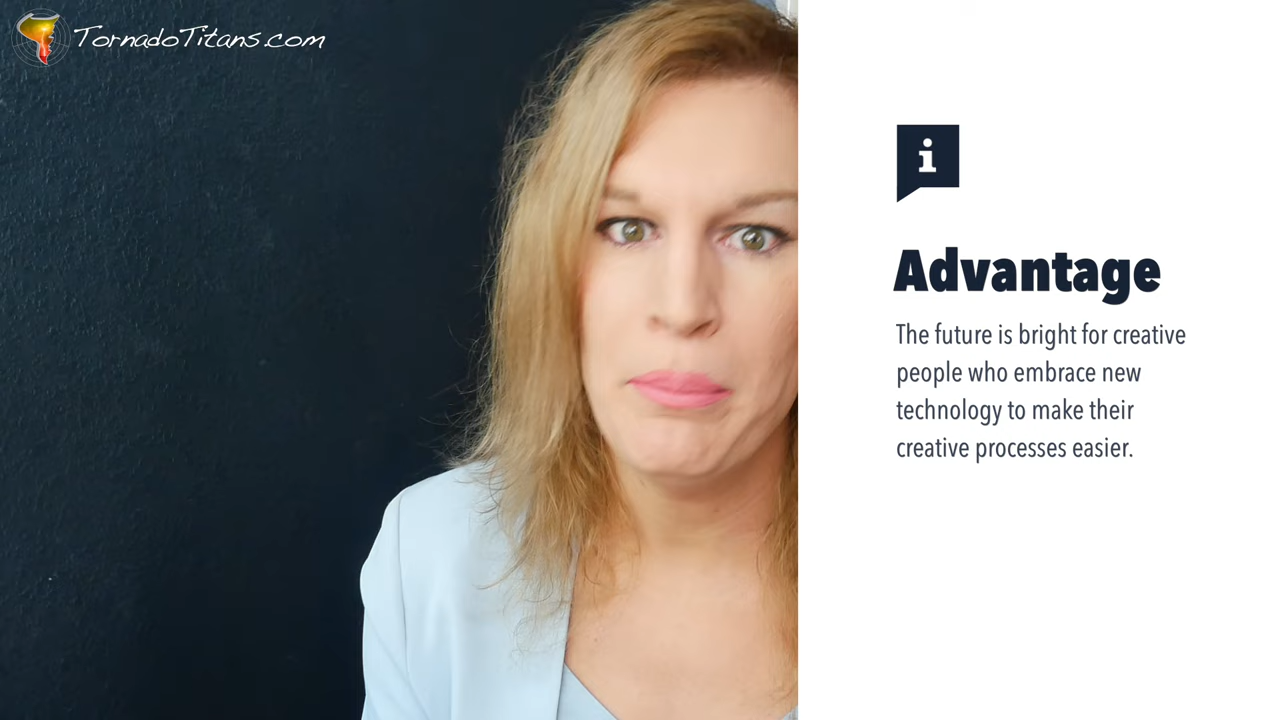 TornadoTitans.com
i
Advantage
The future is bright for creative
people who embrace new
technology to make their
creative processes easier.